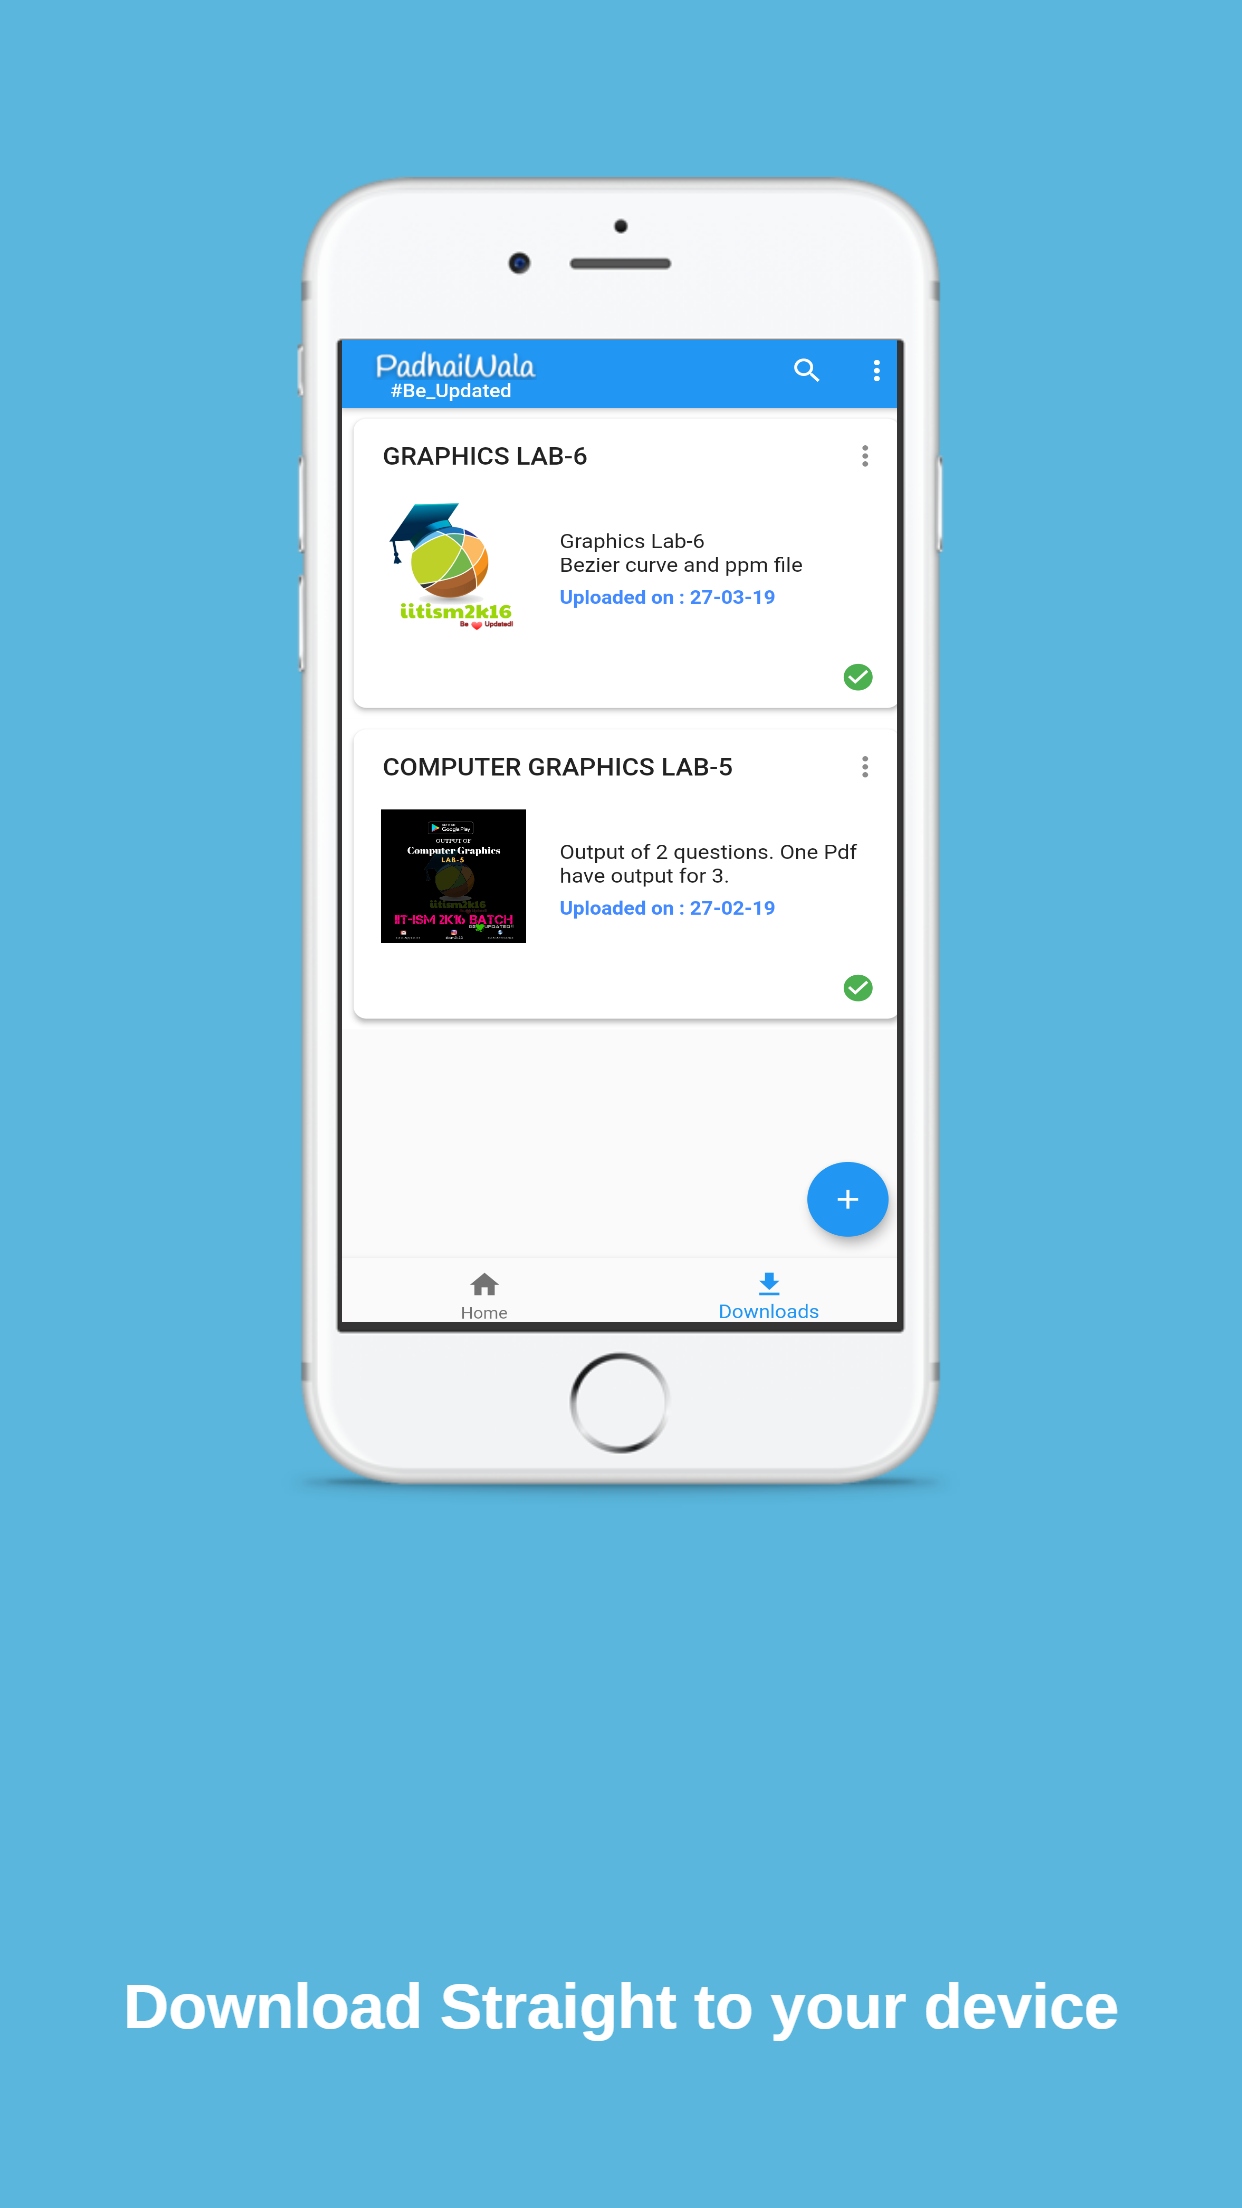 PadhaiWala
#Be_Updated
GRAPHICS LAB-6
Graphics Lab-6
Bezier curve and ppm file
Uploaded on : 27-03-19
iitism2k16
Be Updated!
COMPUTER GRAPHICS LAB-5
Google Play
OUTPUT OF
Computer Graphics
LAB-5
iitism2k16
IIT-ISM 2K16 BATCH
Output of 2 questions. One Pdf
have output for 3.
Uploaded on : 27-02-19
Home
Downloads
Download Straight to your device